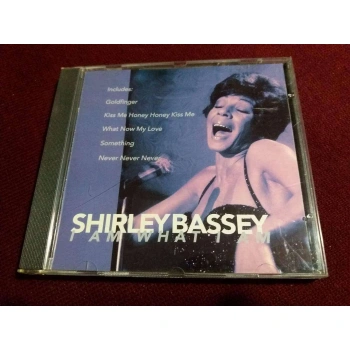 Includes:
Goldfinger
Kiss Me Honey Honey Kiss Me
What Now My Love
Something
Never Never Never
SHIRLEY BASSEY
I AM WHAT I AM